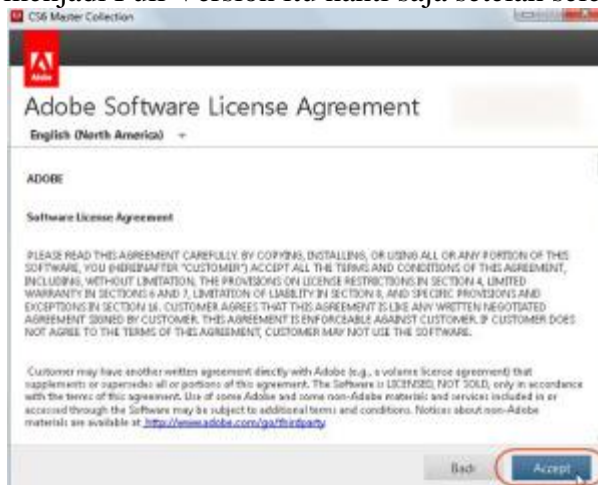 menjadi Full Version itu nanti saja setelah
CS6 Master Collection
Adobe
Adobe Software License Agreement
English (North America)
ADOBE
Software License Agreement
PLEASE READ THIS AGREEMENT CAREFULLY. BY COPYING, INSTALLING, OR USING ALL OR ANY PORTION OF THIS
SOFTWARE, YOU (HEREINAFTER "CUSTOMER") ACCEPT ALL THE TERMS AND CONDITIONS OF THIS AGREEMENT,
INCLUDING, WITHOUT LIMITATION, THE PROVISIONS ON LICENSE RESTRICTIONS IN SECTION 4, LIMITED
WARRANTY IN SECTIONS 6 AND 7, LIMITATION OF LIABILITY IN SECTION 8, AND SPECIFIC PROVISIONS AND
EXCEPTIONS IN SECTION 16. CUSTOMER AGREES THAT THIS AGREEMENT IS LIKE ANY WRITTEN NEGOTIATED
AGREEMENT SIGNED BY CUSTOMER. THIS AGREEMENT IS ENFORCEABLE AGAINST CUSTOMER. IF CUSTOMER DOES
NOT AGREE TO THE TERMS OF THIS AGREEMENT, CUSTOMER MAY NOT USE THE SOFTWARE.
Customer may have another written agreement directly with Adobe (e.g., a volume license agreement) that
supplements or supersedes all or portions of this agreement. The Software is LICENSED, NOT SOLD, only in accordance
with the terms of this agreement. Use of some Adobe and some non-Adobe materials and services included in or
accessed through the Software may be subject to additional terms and conditions. Notices about non-Adobe
materials are available at http://www.adobe.com/go/thirdparty.
Back
Accept